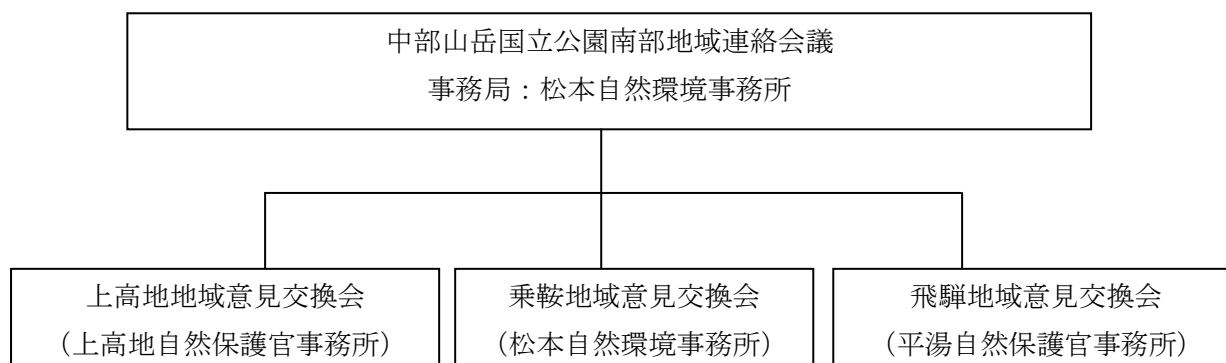 中部山岳国立公園南部地域連絡会議
事務局：松本自然環境事務所
上高地地域意見交換会
（上高地自然保護官事務所）
乗鞍地域意見交換会
（松本自然環境事務所）
飛騨地域意見交換会
（平湯自然保護官事務所）